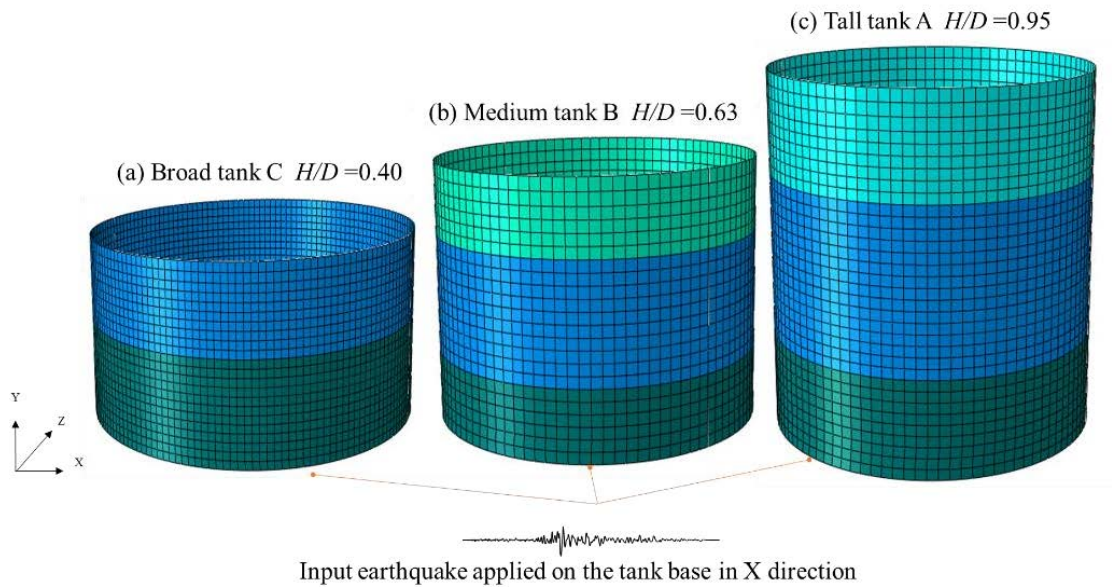 (c) Tall tank A H/D=0.95
(b) Medium tank B H/D =0.63
(a) Broad tank C H/D =0.40
Y
Z
X
Input earthquake applied on the tank base in X direction